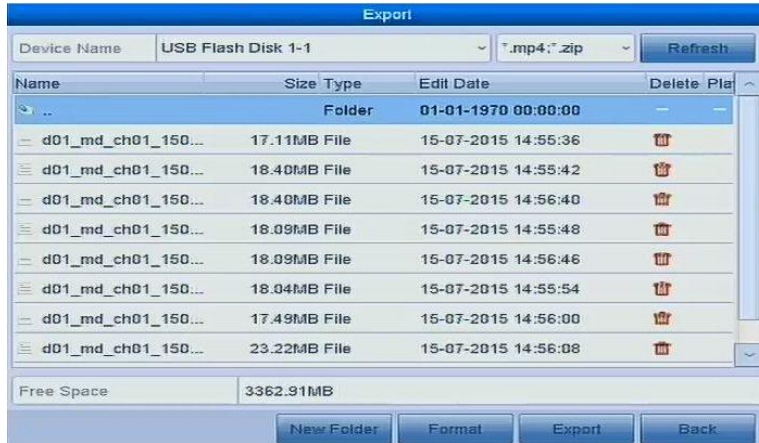 Export
Device Name USB Flash Disk 1-1 *.mp4;*.zip Refresh
Name Size Type Edit Date Delete Pla
.. Folder 01-01-1970 00:00:00 — —
d01_md_ch01_150... 17.11MB File 15-07-2015 14:55:36
d01_md_ch01_150... 18.40MB File 15-07-2015 14:55:42
d01_md_ch01_150... 18.40MB File 15-07-2015 14:56:40
d01_md_ch01_150... 18.09MB File 15-07-2015 14:55:48
d01_md_ch01_150... 18.09MB File 15-07-2015 14:56:46
d01_md_ch01_150... 18.04MB File 15-07-2015 14:55:54
d01_md_ch01_150... 17.49MB File 15-07-2015 14:56:00
d01_md_ch01_150... 23.22MB File 15-07-2015 14:56:08
Free Space 3362.91MB
New Folder Format Export Back